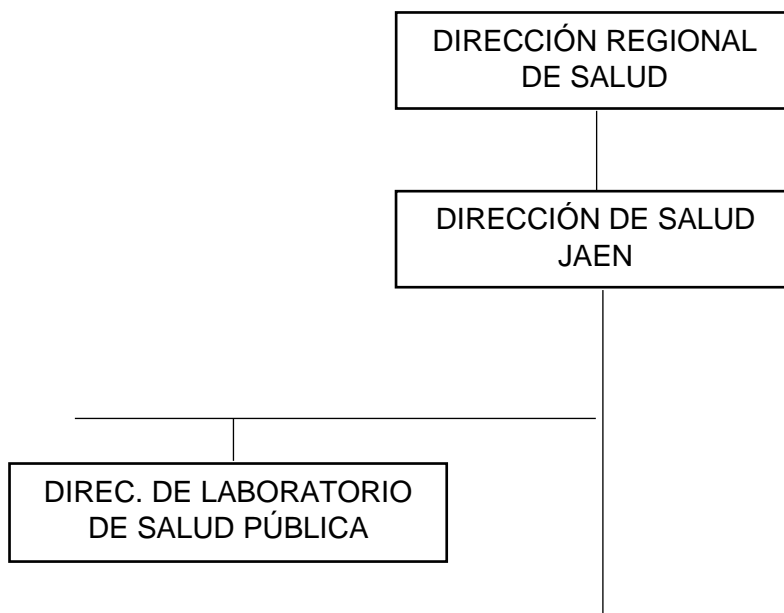 DIRECCIÓN REGIONAL
DE SALUD
DIRECCIÓN DE SALUD
JAEN
DIREC. DE LABORATORIO
DE SALUD PÚBLICA